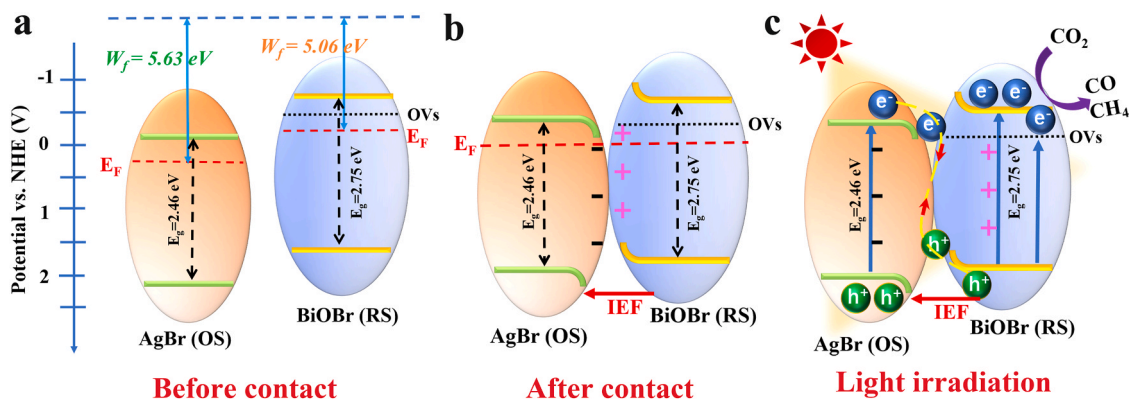 a
W_f = 5.63 eV
W_f = 5.06 eV
Potential vs. NHE (V)
-1
0
1
2
E_F
E_g=2.46 eV
OVs
E_F
E_g=2.75 eV
AgBr (OS)
BiOBr (RS)
Before contact
b
OVs
E_F
E_g=2.46 eV
E_g=2.75 eV
+
+
+
IEF
AgBr (OS)
BiOBr (RS)
After contact
c
CO₂
CO
CH₄
e⁻
e⁻
e⁻
e⁻
e⁻
OVs
E_g=2.46 eV
E_g=2.75 eV
+
+
+
h⁺
h⁺
h⁺
h⁺
IEF
AgBr (OS)
BiOBr (RS)
Light irradiation